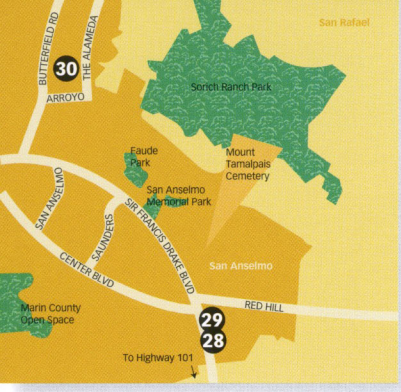 San Rafael
BUTTERFIELD RD
THE ALAMEDA
30
ARROYO
Sorich Ranch Park
Faude
Park
Mount
Tamalpais
Cemetery
San Anselmo
Memorial Park
SAN ANSELMO
SAUNDERS
SIR FRANCIS DRAKE BLVD
CENTER BLVD
San Anselmo
Marin County
Open Space
RED HILL
29
28
To Highway 101